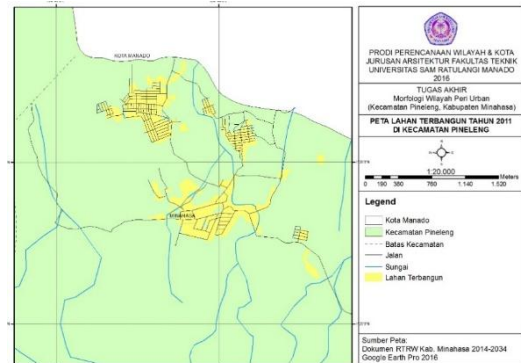 KOTA MANADO
MINAHASA
PRODI PERENCANAAN WILAYAH & KOTA
JURUSAN ARSITEKTUR FAKULTAS TEKNIK
UNIVERSITAS SAM RATULANGI MANADO
2016
TUGAS AKHIR
Morfologi Wilayah Peri Urban
(Kecamatan Pineleng, Kabupaten Minahasa)
PETA LAHAN TERBANGUN TAHUN 2011
DI KECAMATAN PINELENG
1:20.000
0 190 380 760 1.140 1.520
Meters
Legend
Kota Manado
Kecamatan Pineleng
Batas Kecamatan
Jalan
Sungai
Lahan Terbangun
Sumber Peta:
Dokumen RTRW Kab. Minahasa 2014-2034
Google Earth Pro 2016